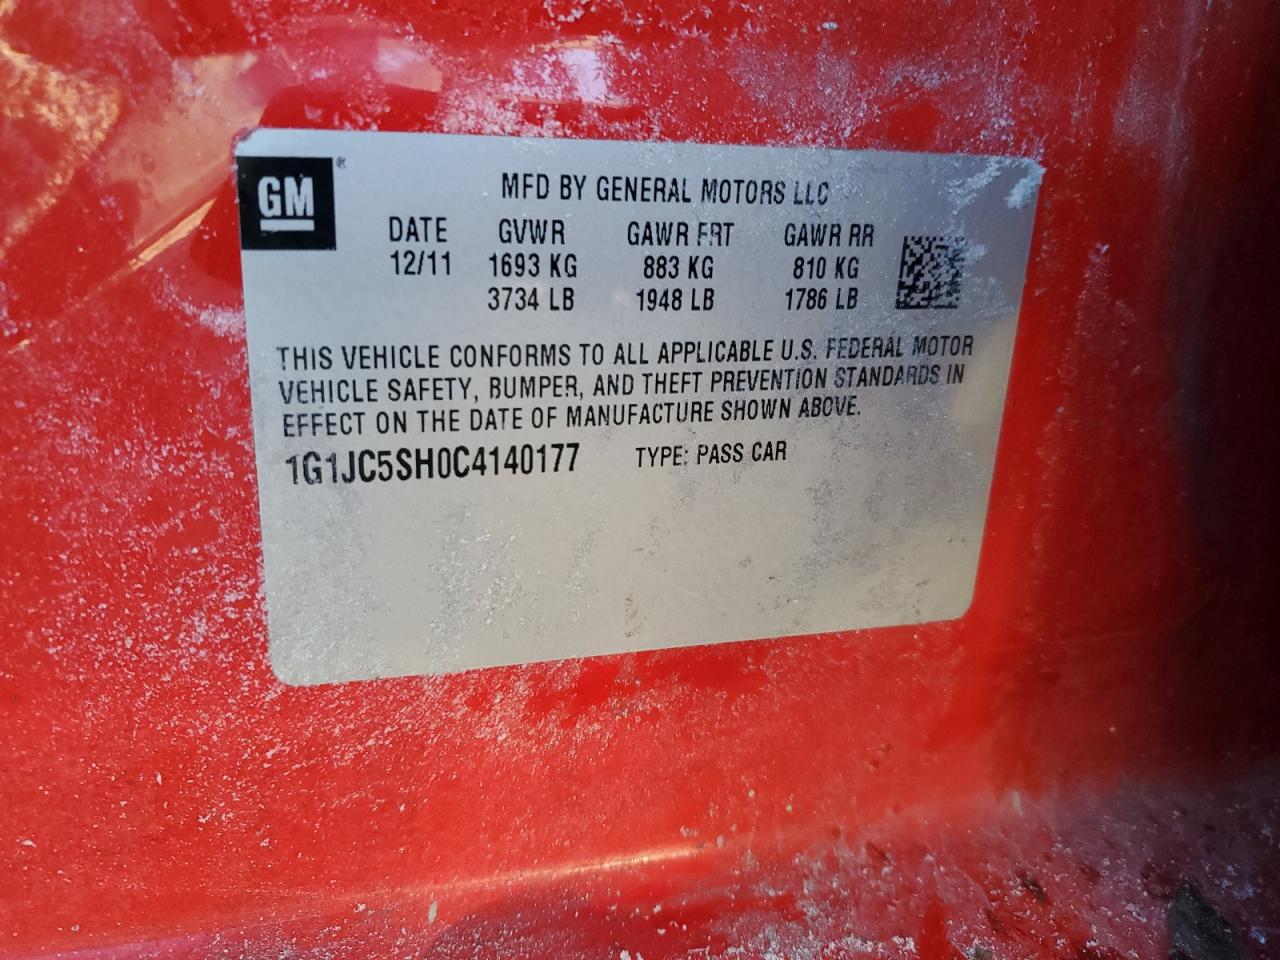 GM®
MFD BY GENERAL MOTORS LLC
DATE GVWR GAWR FRT GAWR RR
12/11 1693 KG 883 KG 810 KG
3734 LB 1948 LB 1786 LB
THIS VEHICLE CONFORMS TO ALL APPLICABLE U.S. FEDERAL MOTOR
VEHICLE SAFETY, BUMPER, AND THEFT PREVENTION STANDARDS IN
EFFECT ON THE DATE OF MANUFACTURE SHOWN ABOVE.
1G1JC5SH0C4140177 TYPE: PASS CAR